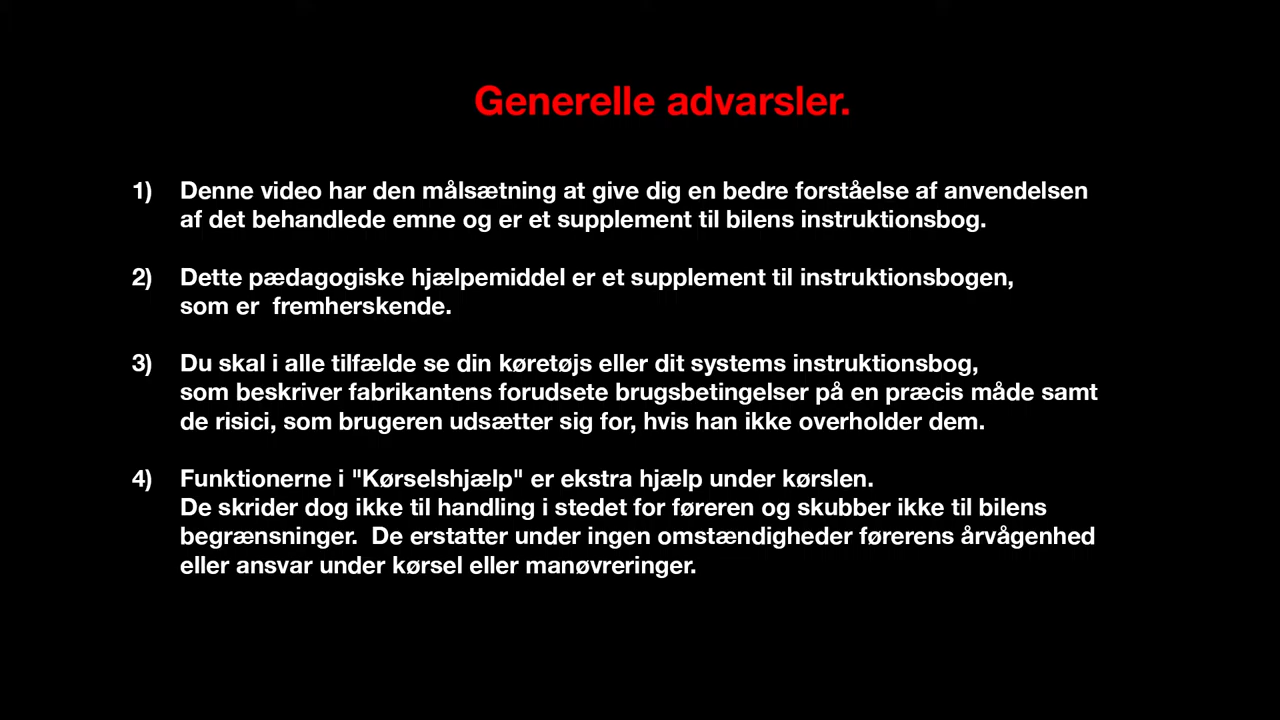 Generelle advarsler.
1) Denne video har den målsætning at give dig en bedre forståelse af anvendelsen
af det behandlede emne og er et supplement til bilens instruktionsbog.
2) Dette pædagogiske hjælpemiddel er et supplement til instruktionsbogen,
som er  fremherskende.
3) Du skal i alle tilfælde se din køretøjs eller dit systems instruktionsbog,
som beskriver fabrikantens forudsete brugsbetingelser på en præcis måde samt
de risici, som brugeren udsætter sig for, hvis han ikke overholder dem.
4) Funktionerne i "Kørselshjælp" er ekstra hjælp under kørslen.
De skrider dog ikke til handling i stedet for føreren og skubber ikke til bilens
begrænsninger.  De erstatter under ingen omstændigheder førerens årvågenhed
eller ansvar under kørsel eller manøvreringer.